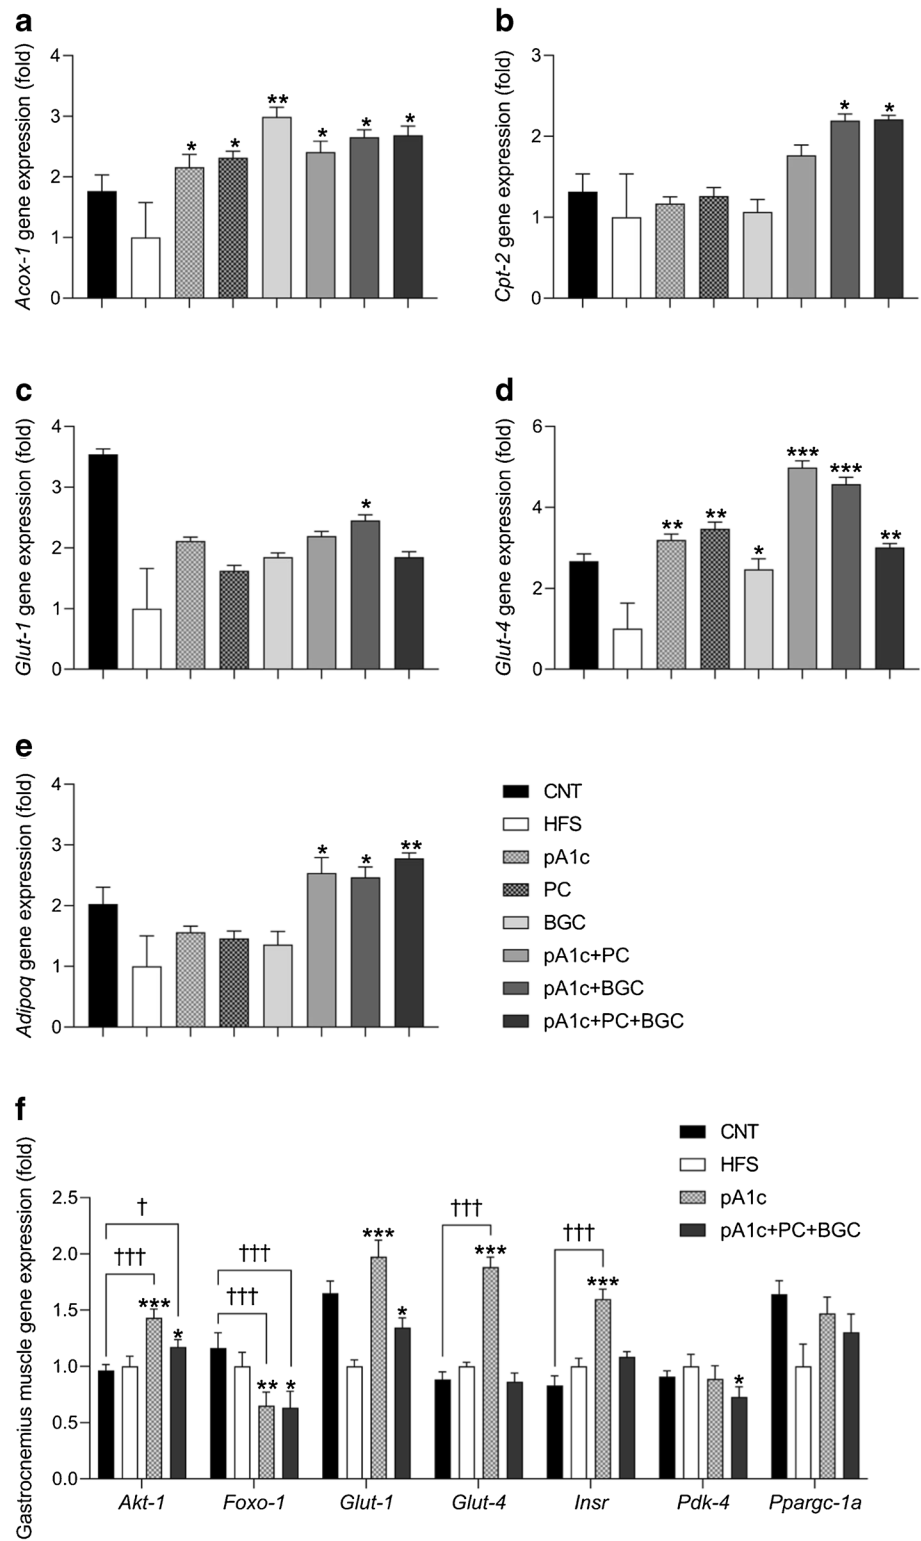 a
Acox-1 gene expression (fold)
4
3
2
1
0
* * ** * * *
b
Cpt-2 gene expression (fold)
3
2
1
0
* *
c
Glut-1 gene expression (fold)
4
3
2
1
0
*
d
Glut-4 gene expression (fold)
6
4
2
0
** ** * *** *** **
e
Adipoq gene expression (fold)
4
3
2
1
0
* * **
CNT
HFS
pA1c
PC
BGC
pA1c+PC
pA1c+BGC
pA1c+PC+BGC
f
Gastrocnemius muscle gene expression (fold)
CNT
HFS
pA1c
pA1c+PC+BGC
2.5
2.0
1.5
1.0
0.5
0.0
†
†††
*** *
†††
†††
** *
*** *
†††
***
†††
***
*
Akt-1 Foxo-1 Glut-1 Glut-4 Insr Pdk-4 Ppargc-1a